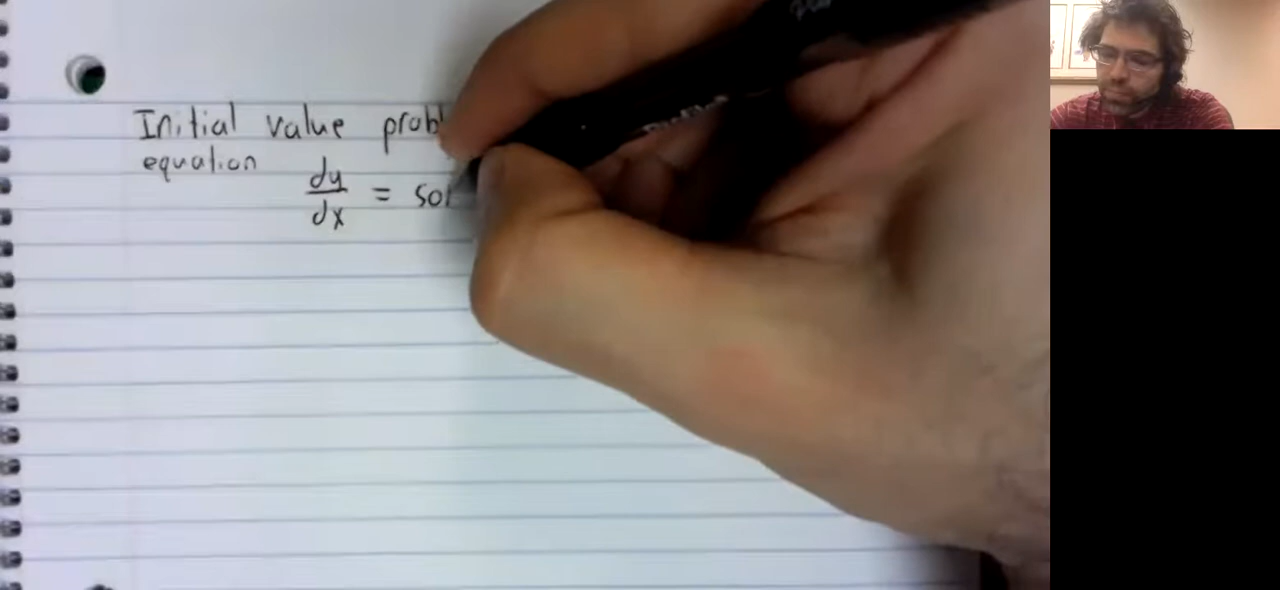 Initial value prob
equation
dy/dx = so